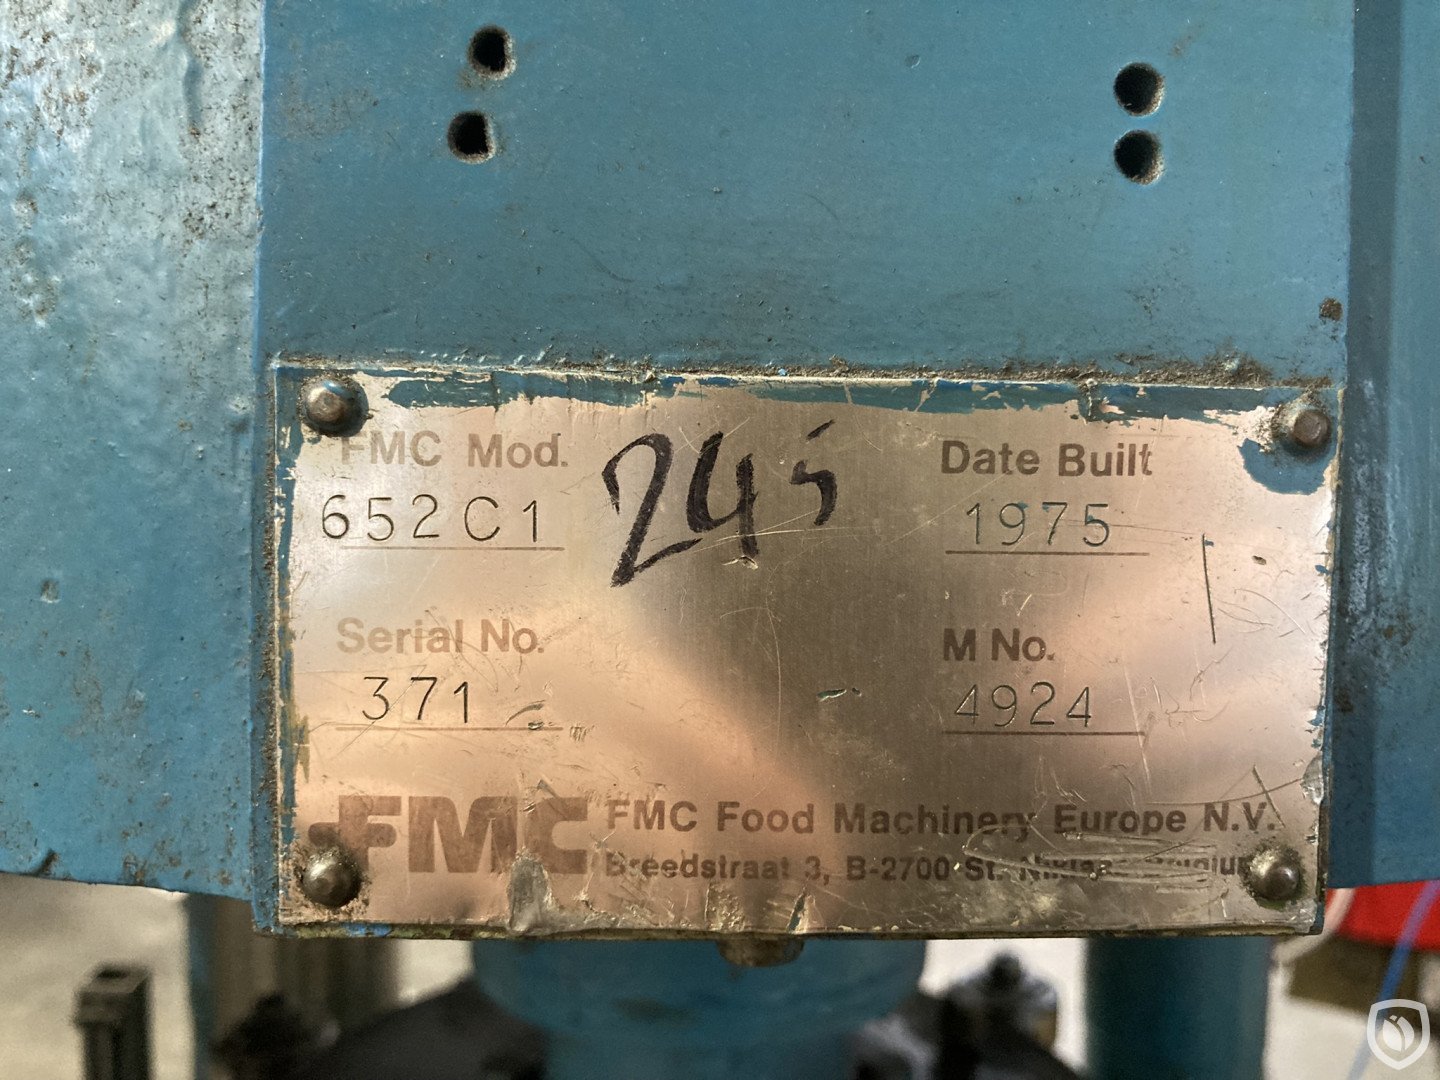 FMC Mod.
652C1
245
Date Built
1975
Serial No.
371
M No.
4924
FMC
FMC Food Machinery Europe N.V.
Breedstraat 3, B-2700 St. Niklaas